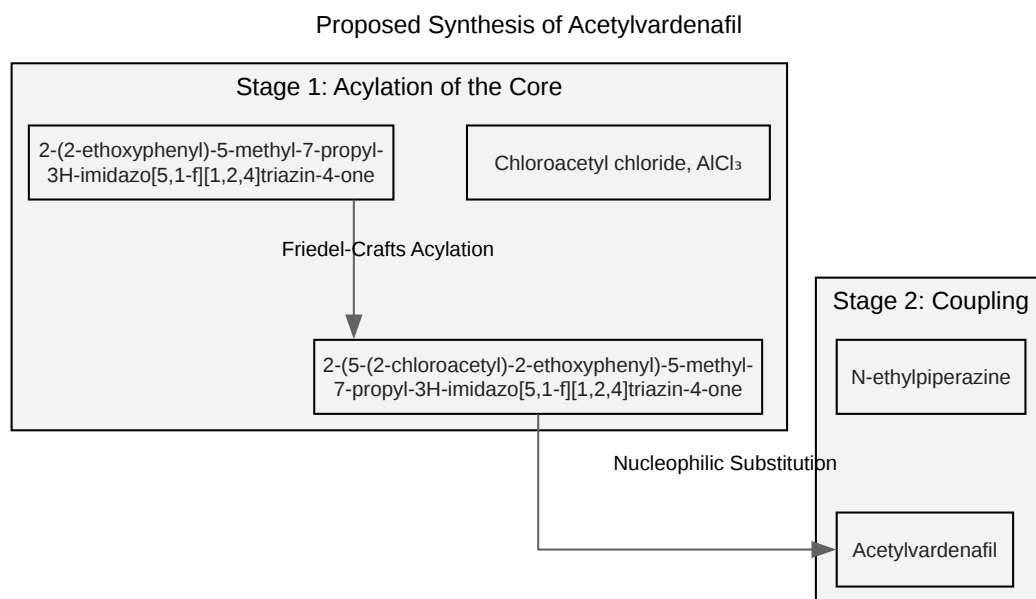 Proposed Synthesis of Acetylvardenafil
Stage 1: Acylation of the Core
2-(2-ethoxyphenyl)-5-methyl-7-propyl-
3H-imidazo[5,1-f][1,2,4]triazin-4-one
Chloroacetyl chloride, AlCl₃
Friedel-Crafts Acylation
2-(5-(2-chloroacetyl)-2-ethoxyphenyl)-5-methyl-
7-propyl-3H-imidazo[5,1-f][1,2,4]triazin-4-one
Stage 2: Coupling
N-ethylpiperazine
Nucleophilic Substitution
Acetylvardenafil